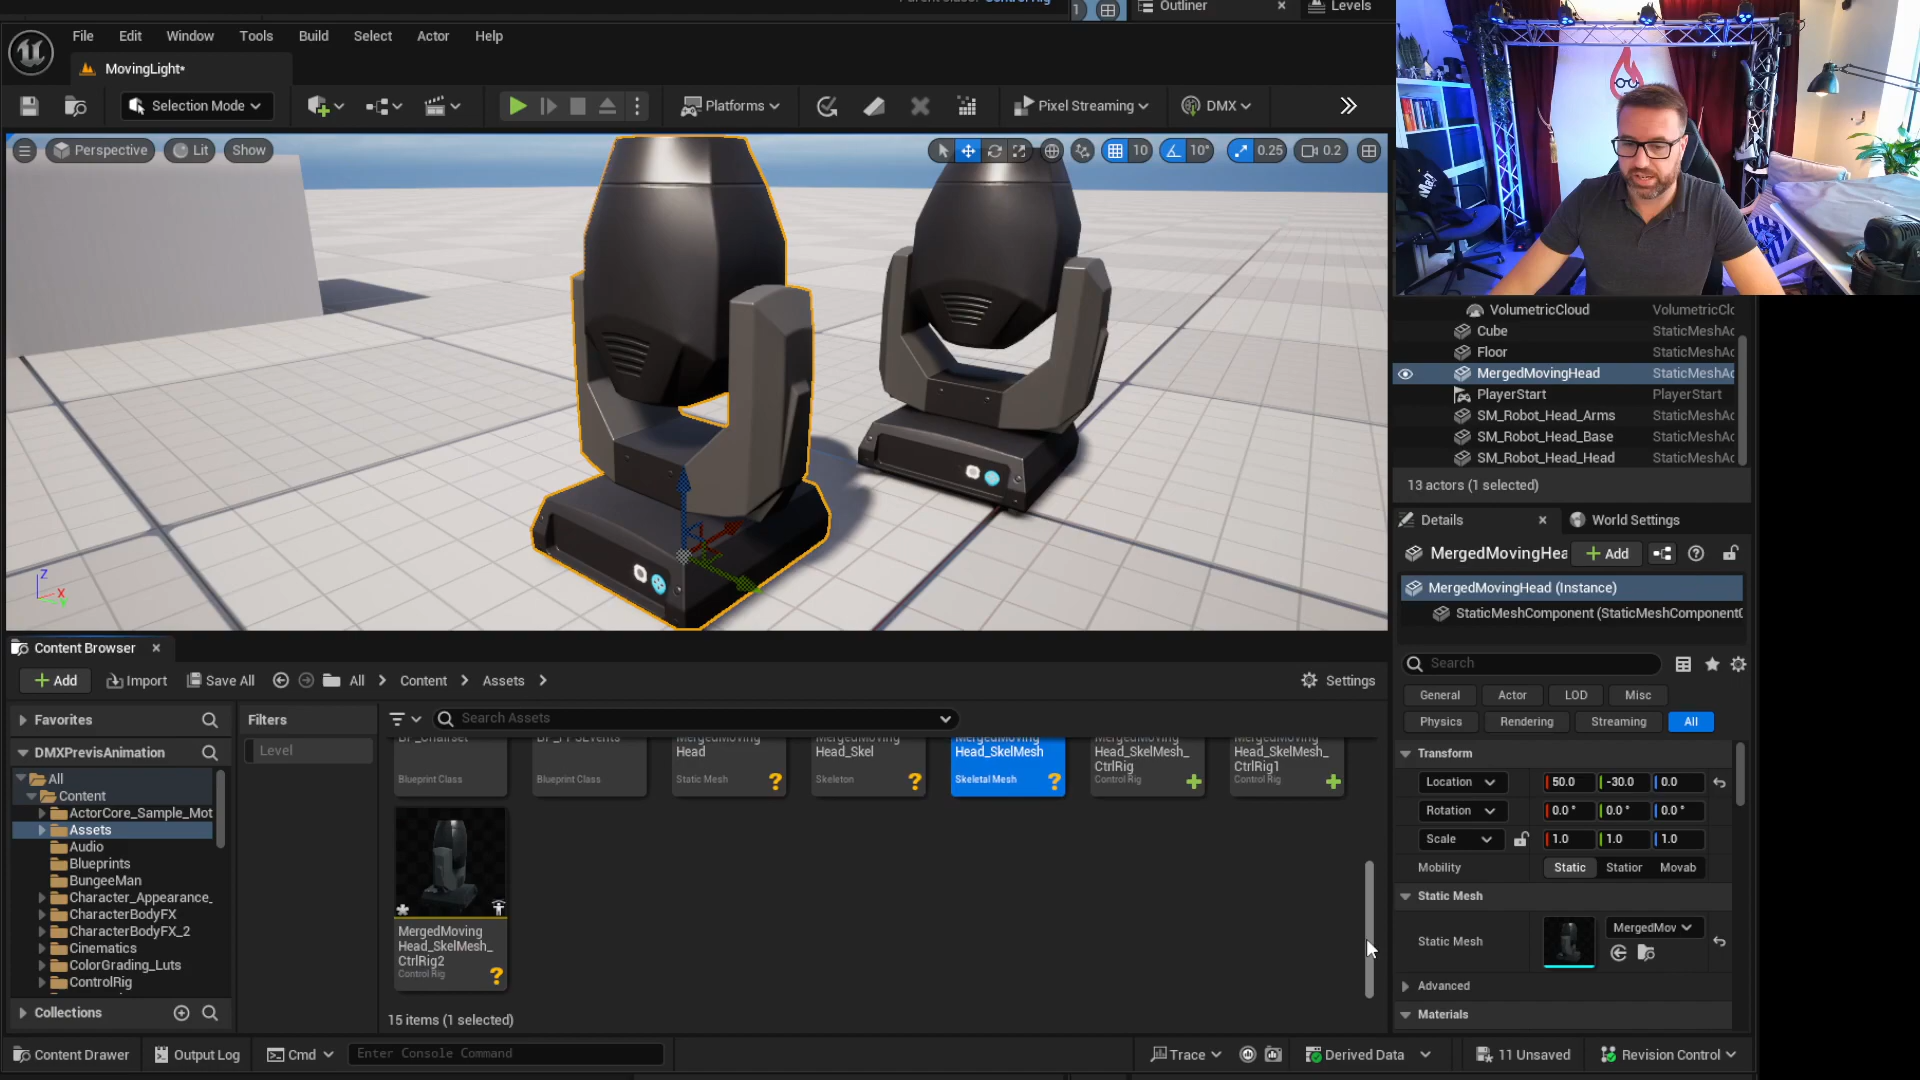 Outliner
Levels
File Edit Window Tools Build Select Actor Help
MovingLight*
Selection Mode
Platforms
Pixel Streaming
DMX
Perspective
Lit
Show
10
10°
0.25
0.2
VolumetricCloud VolumetricClo
Cube StaticMeshAc
Floor StaticMeshAc
MergedMovingHead StaticMeshAc
PlayerStart PlayerStart
SM_Robot_Head_Arms StaticMeshAc
SM_Robot_Head_Base StaticMeshAc
SM_Robot_Head_Head StaticMeshAc
13 actors (1 selected)
Details
World Settings
MergedMovingHea
Add
MergedMovingHead (Instance)
StaticMeshComponent (StaticMeshComponent0
Search
General
Actor
LOD
Misc
Physics
Rendering
Streaming
All
Transform
Location 50.0 -30.0 0.0
Rotation 0.0° 0.0° 0.0°
Scale 1.0 1.0 1.0
Mobility Static Statior Movab
Static Mesh
Static Mesh MergedMov
Advanced
Materials
Content Browser
Add
Import
Save All
All
Content
Assets
Settings
Favorites
DMXPrevisAnimation
All
Content
ActorCore_Sample_Mot
Assets
Audio
Blueprints
BungeeMan
Character_Appearance_
CharacterBodyFX
CharacterBodyFX_2
Cinematics
ColorGrading_Luts
ControlRig
Collections
Filters
Level
Search Assets
Blueprint Class
Blueprint Class
MergedMoving
Head
Static Mesh
MergedMoving
Head_Skel
Skeleton
MergedMoving
Head_SkelMesh
Skeletal Mesh
MergedMoving
Head_SkelMesh_
CtrlRig
Control Rig
MergedMoving
Head_SkelMesh_
CtrlRig1
Control Rig
MergedMoving
Head_SkelMesh_
CtrlRig2
Control Rig
15 items (1 selected)
Content Drawer
Output Log
Cmd
Enter Console Command
Trace
Derived Data
11 Unsaved
Revision Control